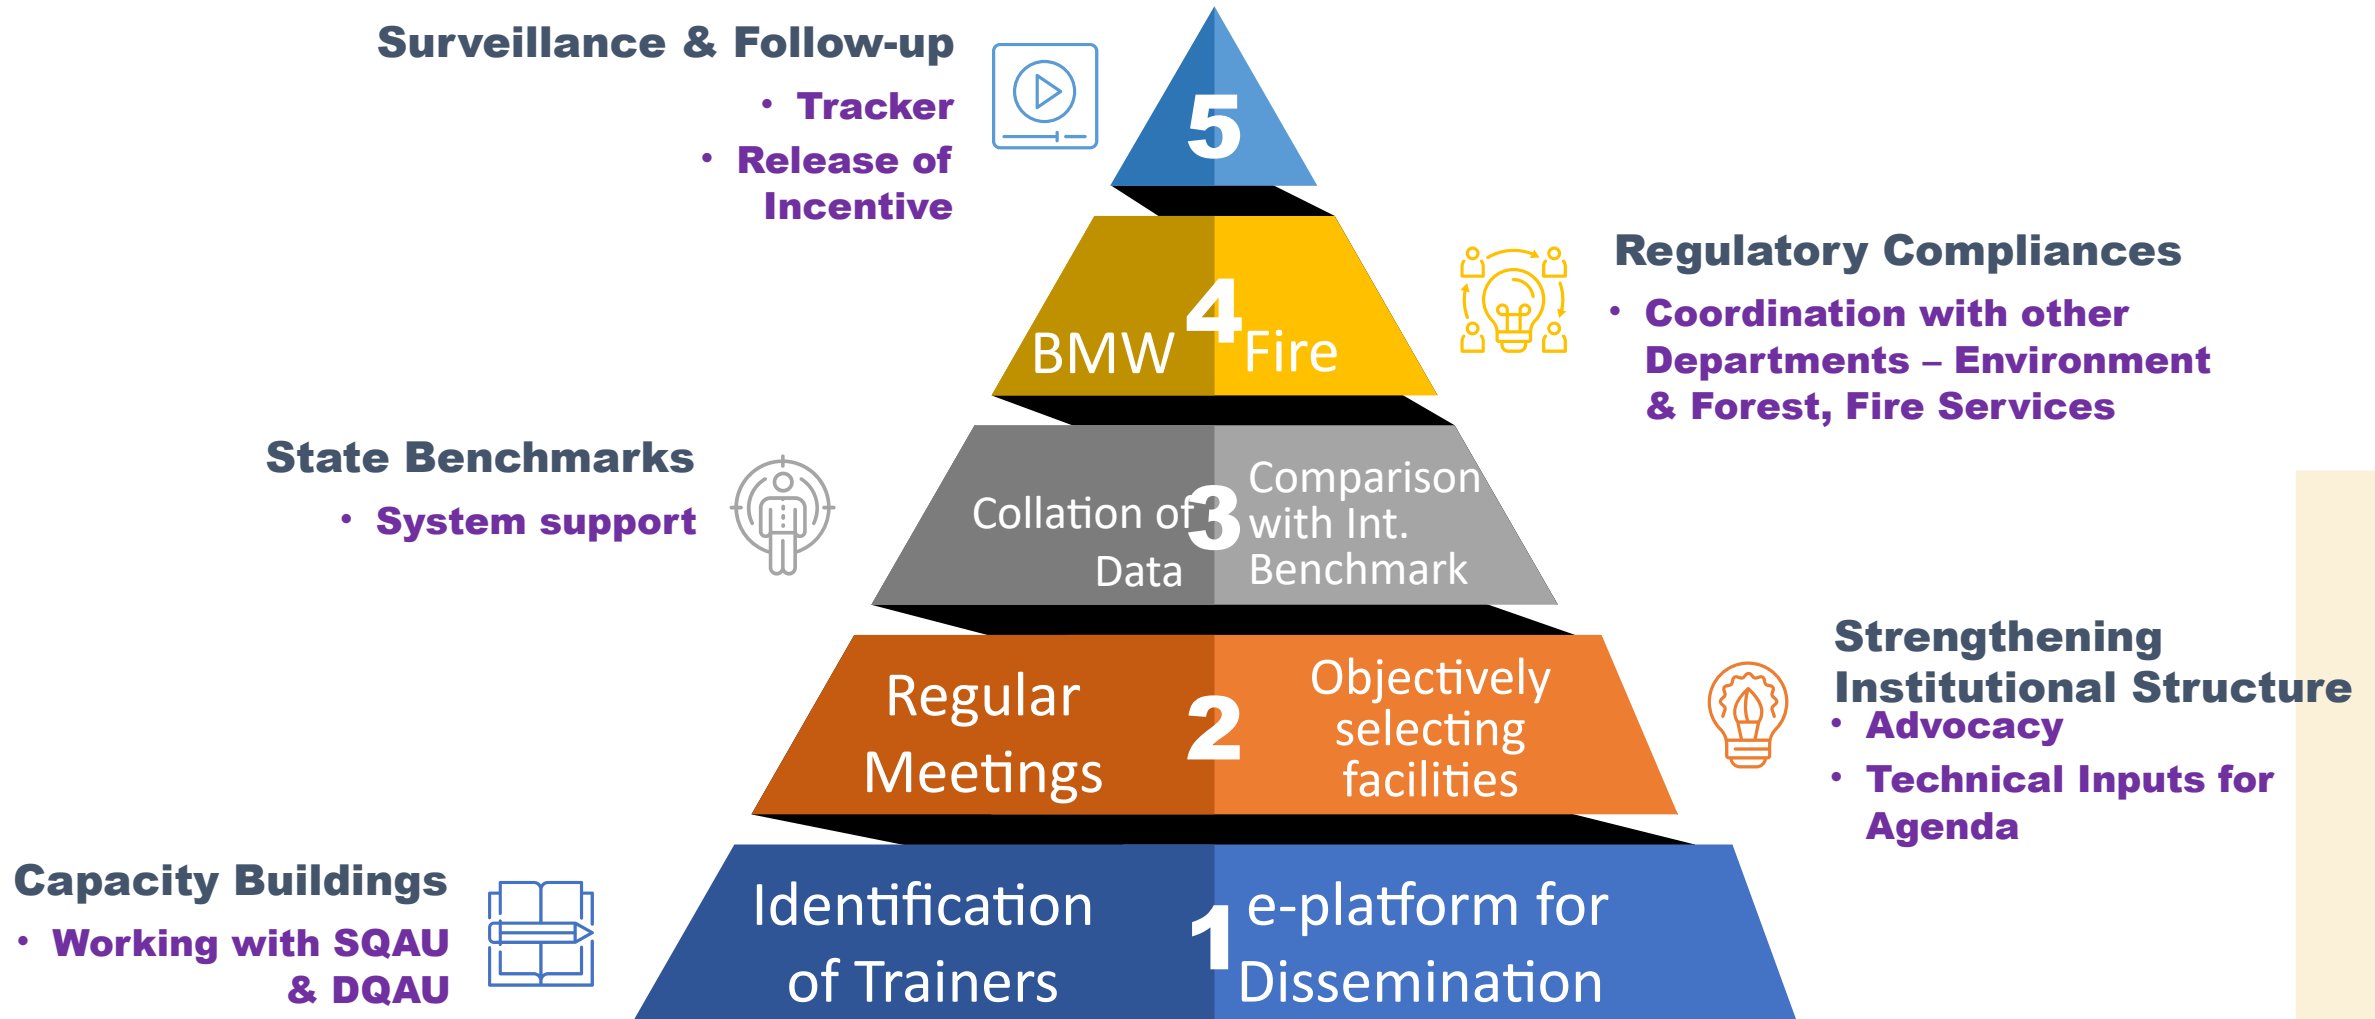 Surveillance & Follow-up
• Tracker
• Release of
Incentive
5
Regulatory Compliances
• Coordination with other
Departments – Environment
& Forest, Fire Services
4
BMW
Fire
State Benchmarks
• System support
Collation of
Data
3
Comparison
with Int.
Benchmark
Strengthening
Institutional Structure
• Advocacy
• Technical Inputs for
Agenda
Regular
Meetings
2
Objectively
selecting
facilities
Capacity Buildings
• Working with SQAU
& DQAU
Identification
of Trainers
1
e-platform for
Dissemination